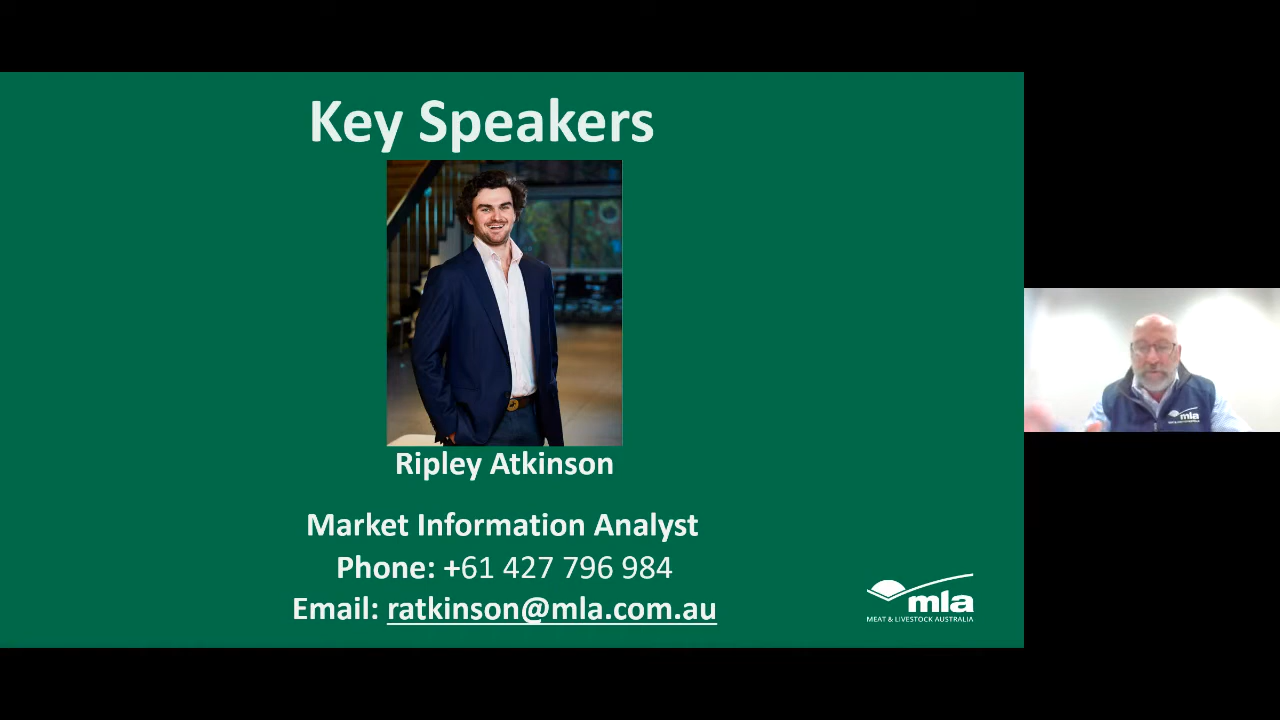 Key Speakers
Ripley Atkinson
Market Information Analyst
Phone: +61 427 796 984
Email: ratkinson@mla.com.au
mla
MEAT & LIVESTOCK AUSTRALIA
mla